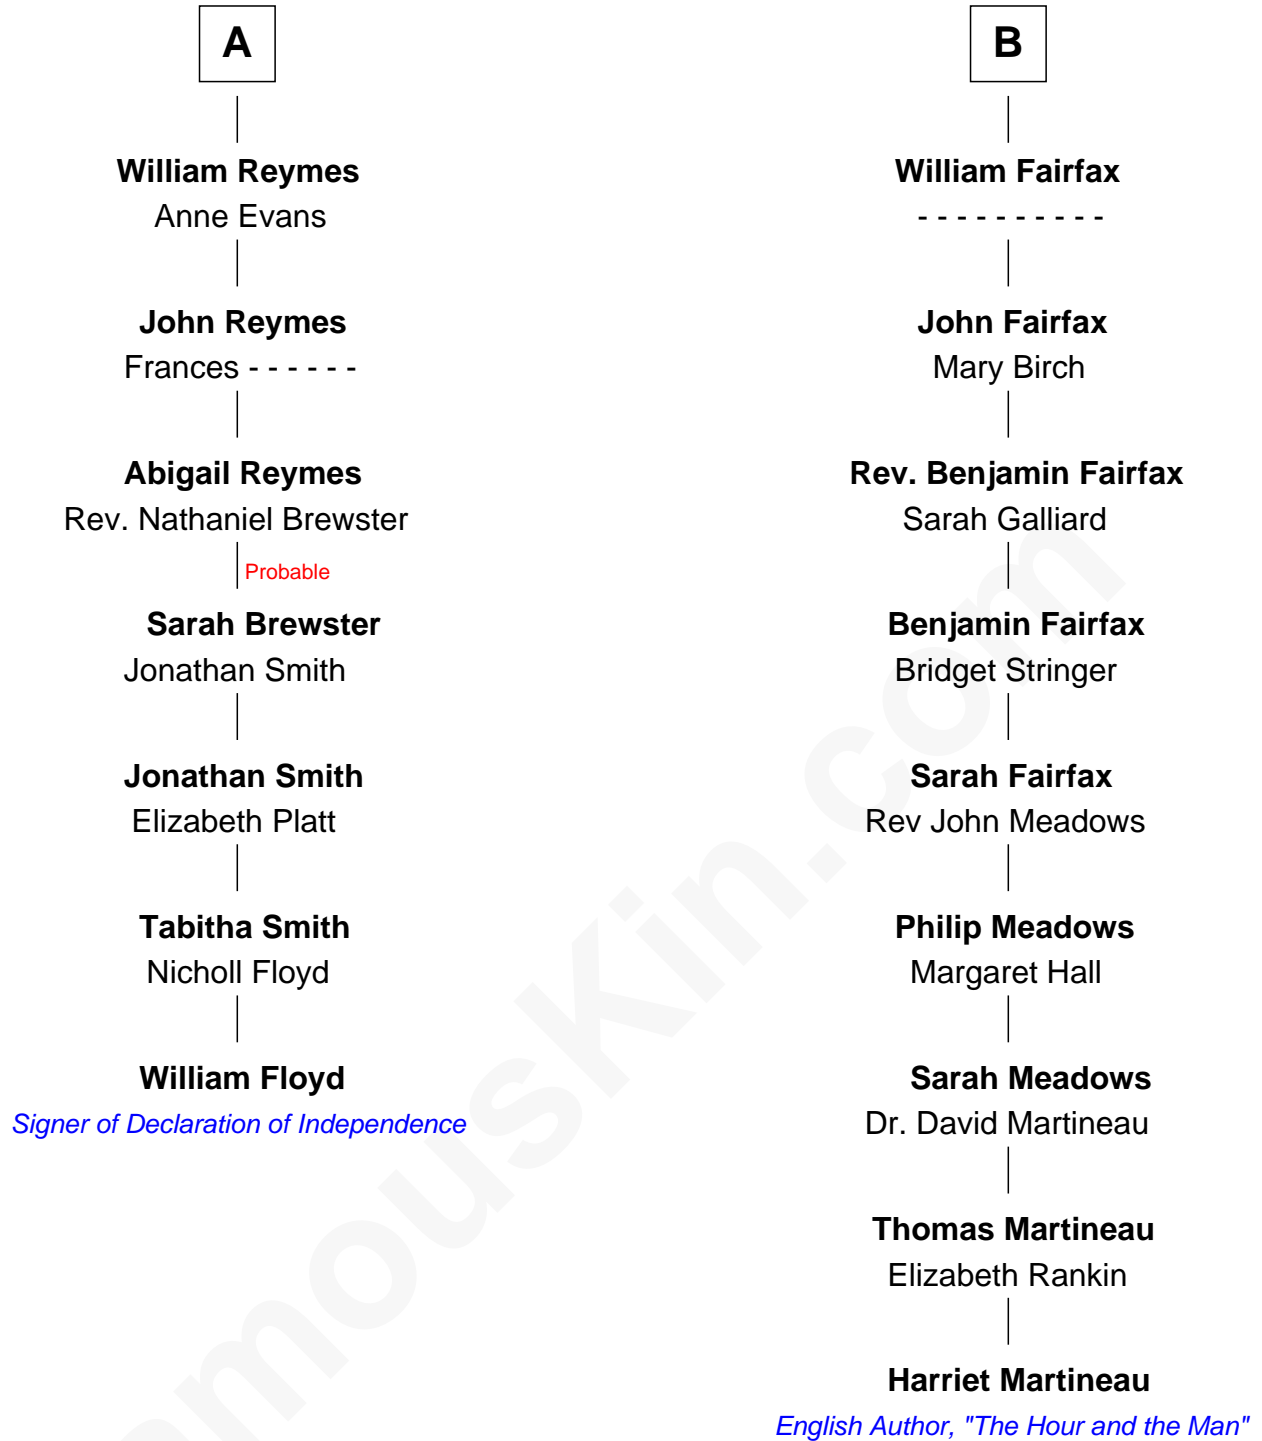 A
William Reymes
Anne Evans
John Reymes
Frances - - - - - -
Abigail Reymes
Rev. Nathaniel Brewster
Probable
Sarah Brewster
Jonathan Smith
Jonathan Smith
Elizabeth Platt
Tabitha Smith
Nicholl Floyd
William Floyd
Signer of Declaration of Independence
B
William Fairfax
- - - - - - - - - -
John Fairfax
Mary Birch
Rev. Benjamin Fairfax
Sarah Galliard
Benjamin Fairfax
Bridget Stringer
Sarah Fairfax
Rev John Meadows
Philip Meadows
Margaret Hall
Sarah Meadows
Dr. David Martineau
Thomas Martineau
Elizabeth Rankin
Harriet Martineau
English Author, "The Hour and the Man"
amouskin.com